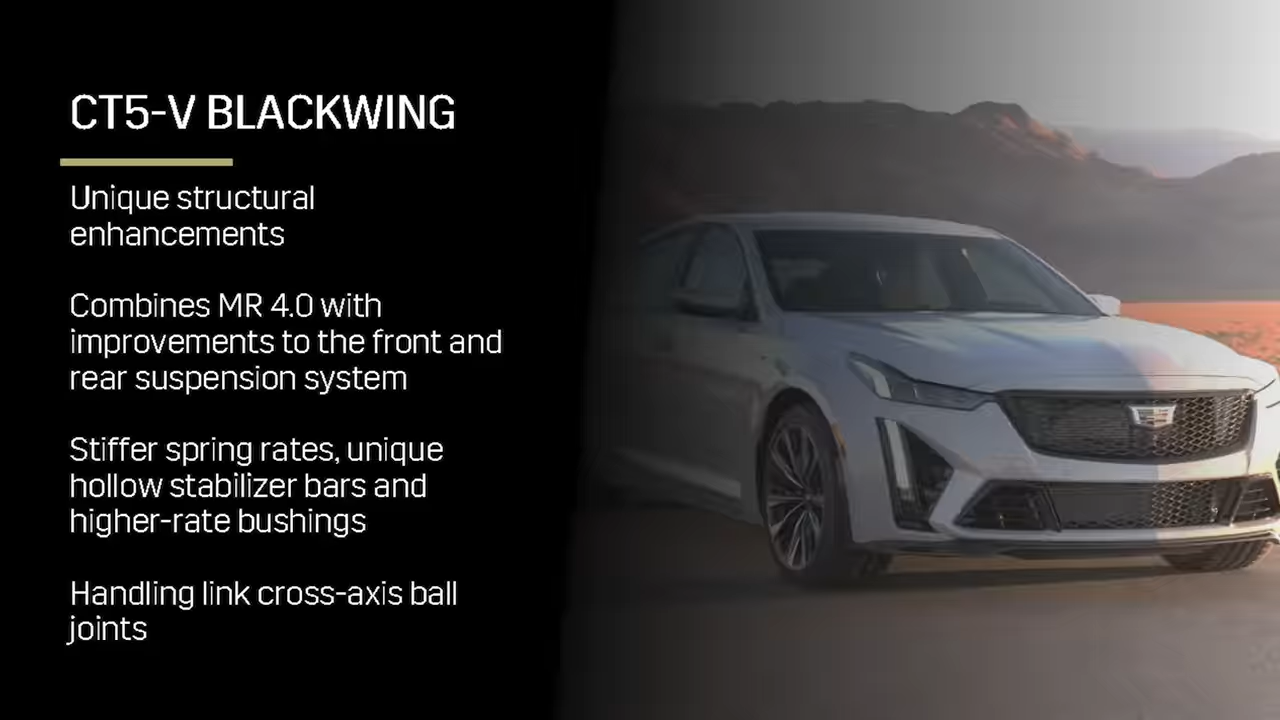 CT5-V BLACKWING
Unique structural
enhancements
Combines MR 4.0 with
improvements to the front and
rear suspension system
Stiffer spring rates, unique
hollow stabilizer bars and
higher-rate bushings
Handling link cross-axis ball
joints